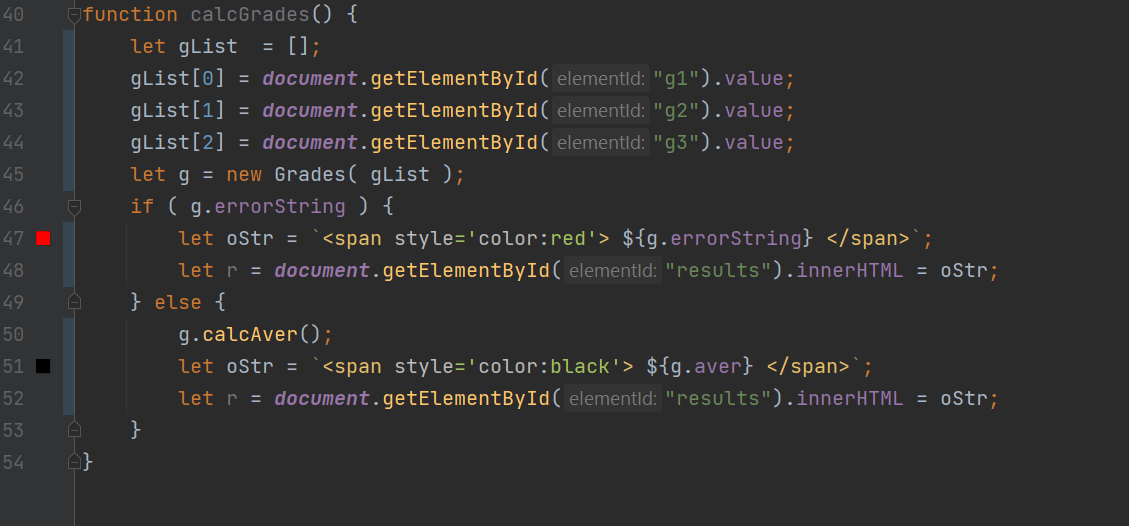 40 function calcGrades() {
41 let gList  = [];
42 gList[0] = document.getElementById( elementId: "g1").value;
43 gList[1] = document.getElementById( elementId: "g2").value;
44 gList[2] = document.getElementById( elementId: "g3").value;
45 let g = new Grades( gList );
46 if ( g.errorString ) {
47 let oStr = `<span style='color:red'> ${g.errorString} </span>`;
48 let r = document.getElementById( elementId: "results").innerHTML = oStr;
49 } else {
50 g.calcAver();
51 let oStr = `<span style='color:black'> ${g.aver} </span>`;
52 let r = document.getElementById( elementId: "results").innerHTML = oStr;
53 }
54 }